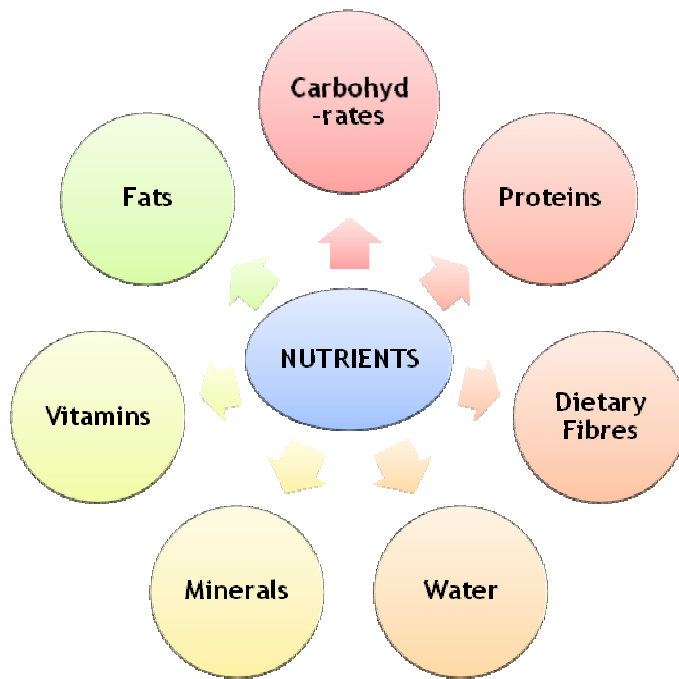 Carbohyd
-rates
Fats
Proteins
NUTRIENTS
Vitamins
Dietary
Fibres
Minerals
Water